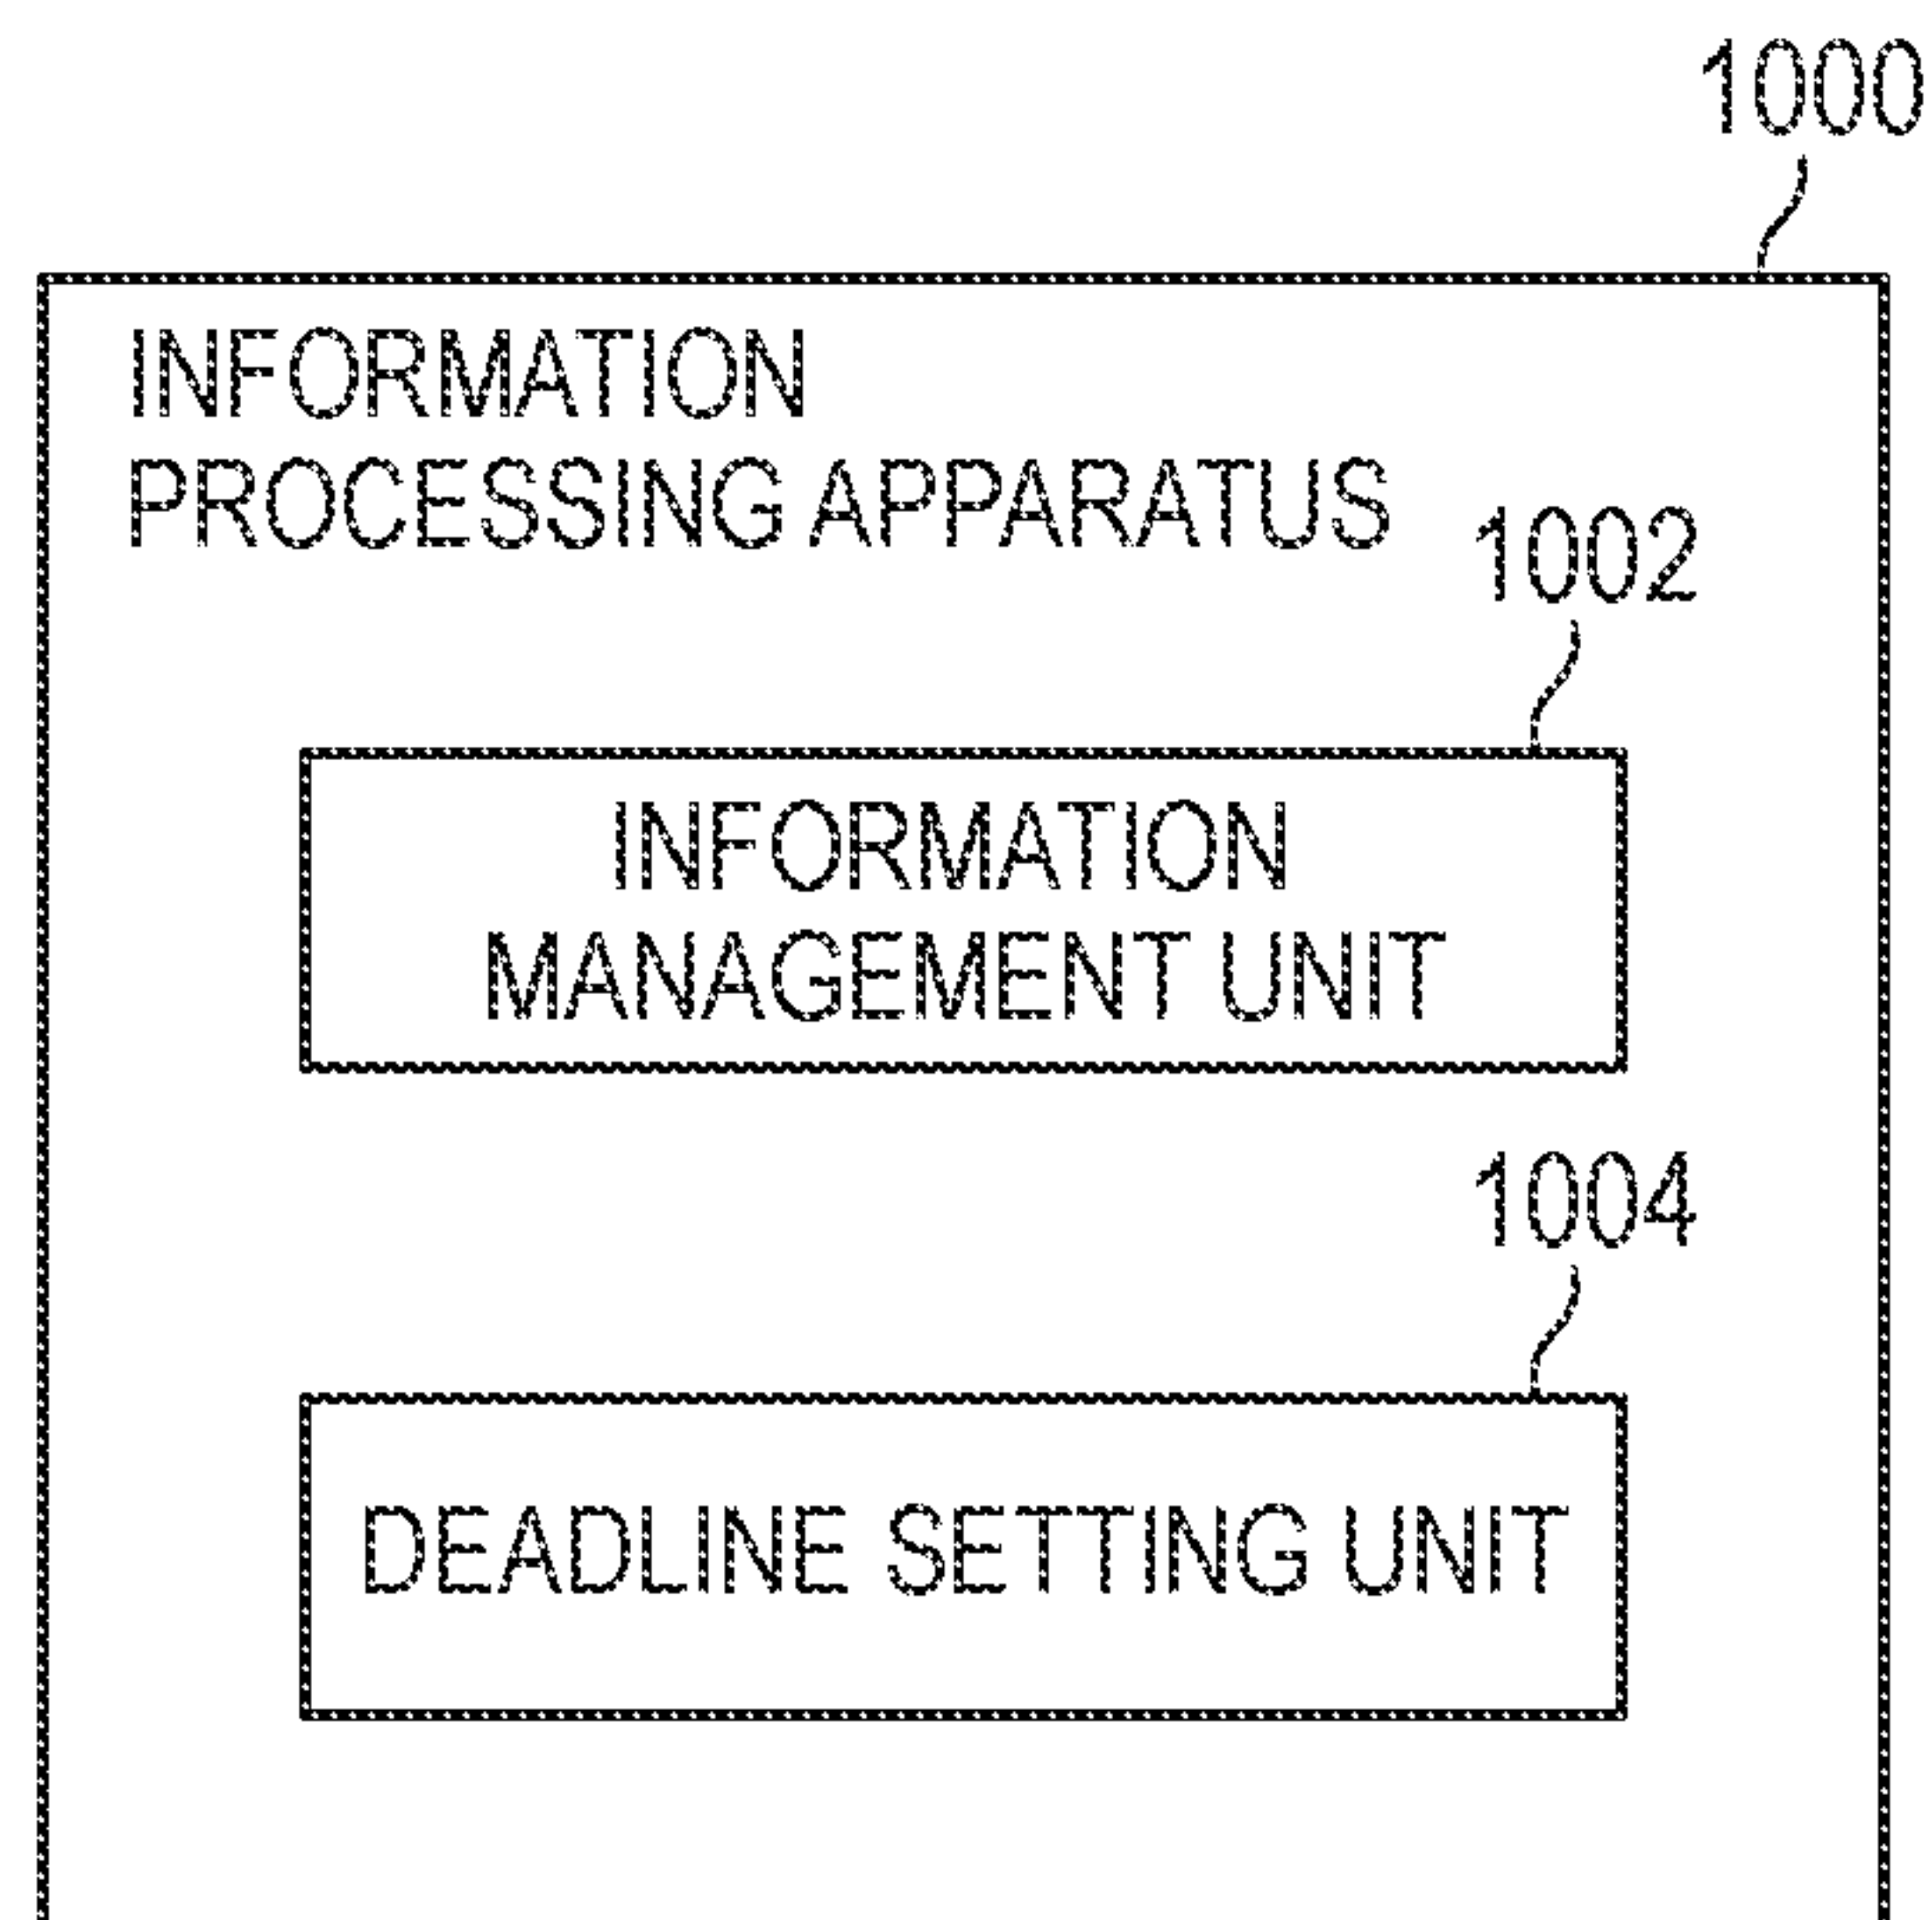 1000
INFORMATION
PROCESSING APPARATUS
1002
INFORMATION
MANAGEMENT UNIT
1004
DEADLINE SETTING UNIT